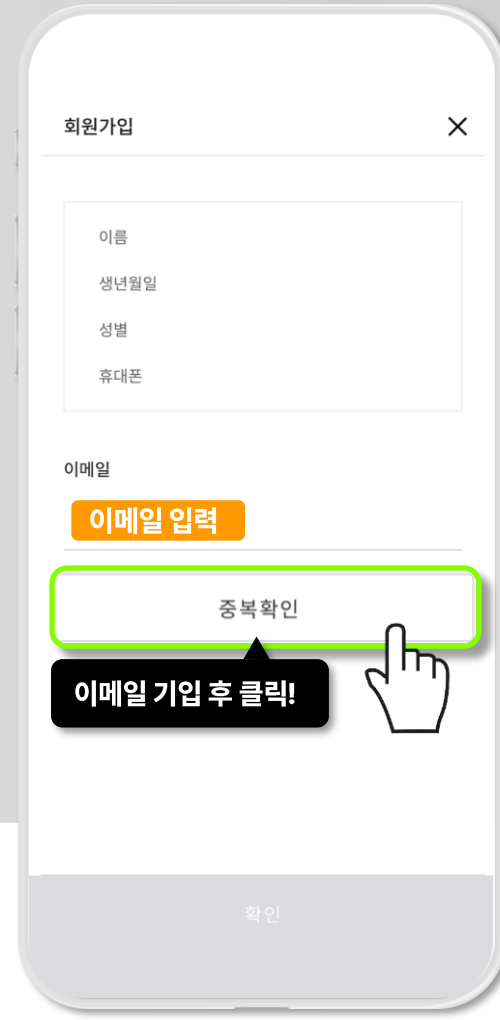 회원가입
이름
생년월일
성별
휴대폰
이메일
이메일 입력
중복확인
이메일 기입 후 클릭!
확인